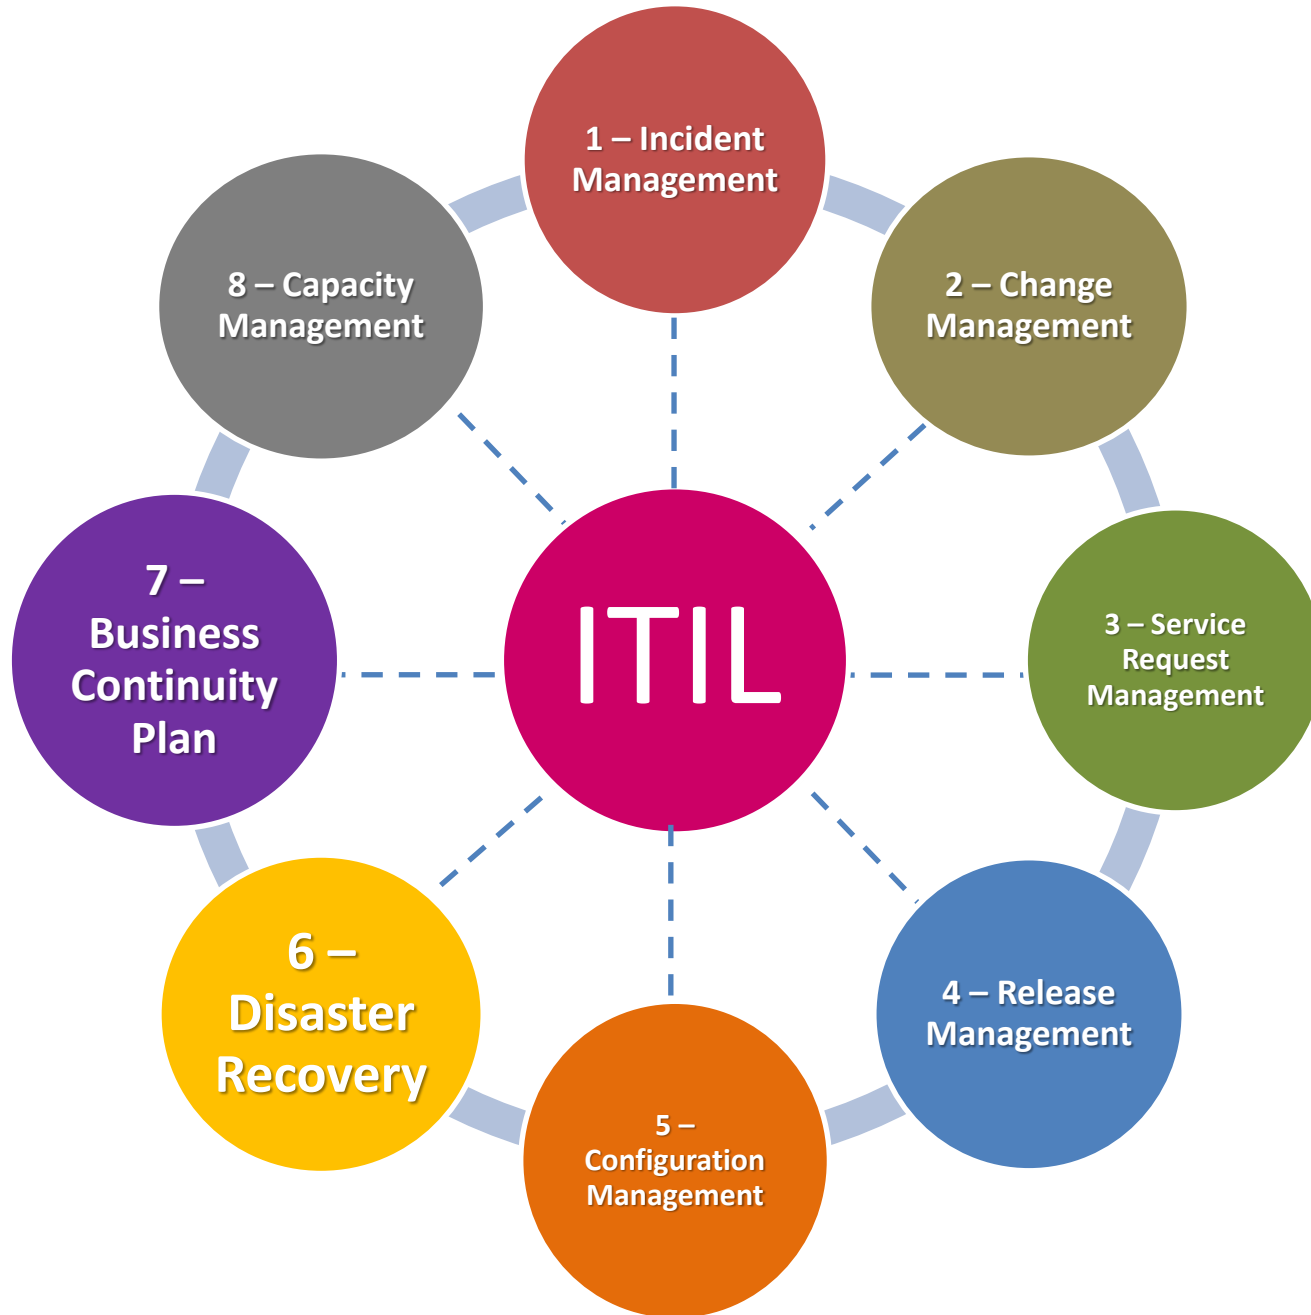 1 – Incident
Management
2 – Change
Management
3 – Service
Request
Management
4 – Release
Management
5 –
Configuration
Management
6 –
Disaster
Recovery
7 –
Business
Continuity
Plan
8 – Capacity
Management
ITIL